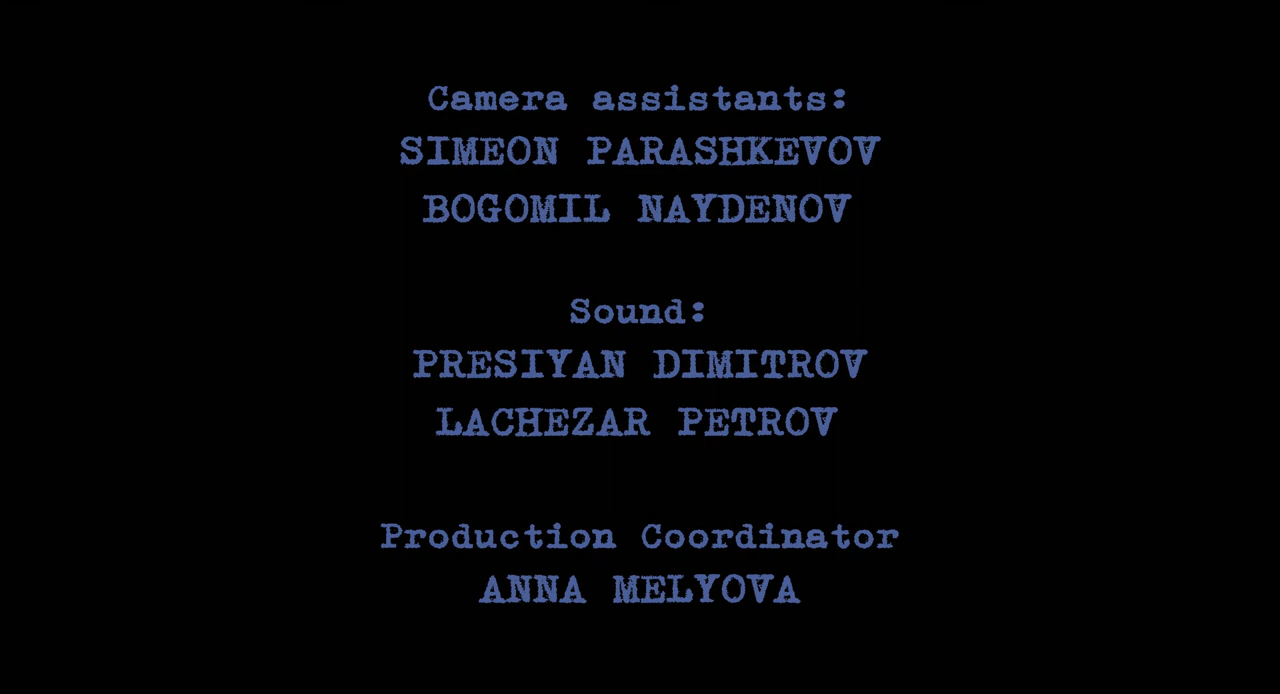 Camera assistants:
SIMEON PARASHKEVOV
BOGOMIL NAYDENOV
Sound:
PRESIYAN DIMITROV
LACHEZAR PETROV
Production Coordinator
ANNA MELYOVA